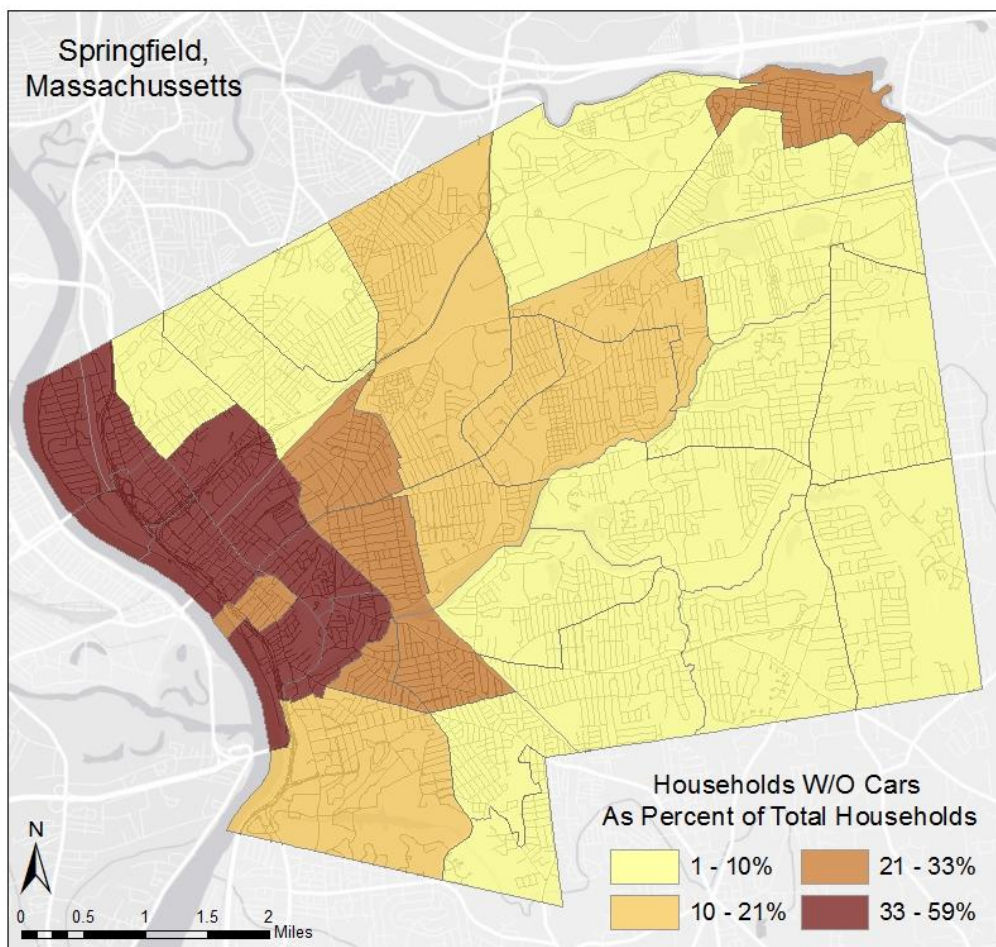 Springfield,
Massachussetts
Households W/O Cars
As Percent of Total Households
1 - 10%
21 - 33%
10 - 21%
33 - 59%
N
0 0.5 1 1.5 2
Miles